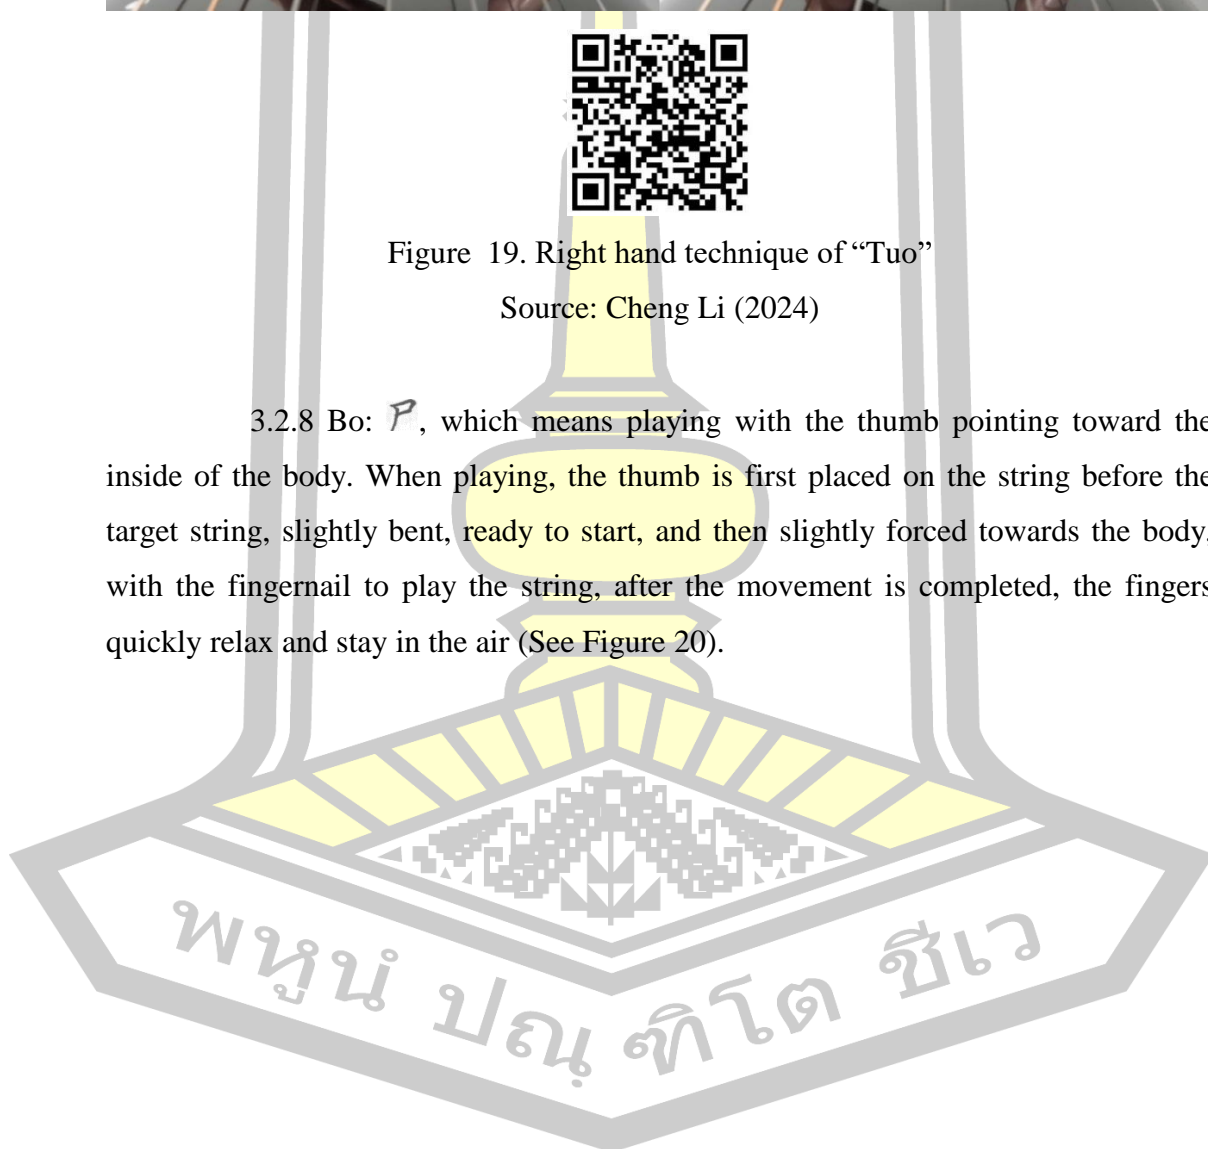 Figure 19. Right hand technique of “Tuo”
Source: Cheng Li (2024)
3.2.8 Bo: 尸, which means playing with the thumb pointing toward the
inside of the body. When playing, the thumb is first placed on the string before the
target string, slightly bent, ready to start, and then slightly forced towards the body,
with the fingernail to play the string, after the movement is completed, the fingers
quickly relax and stay in the air (See Figure 20).
พหูนํ ปณฺฑิโต ชีเว